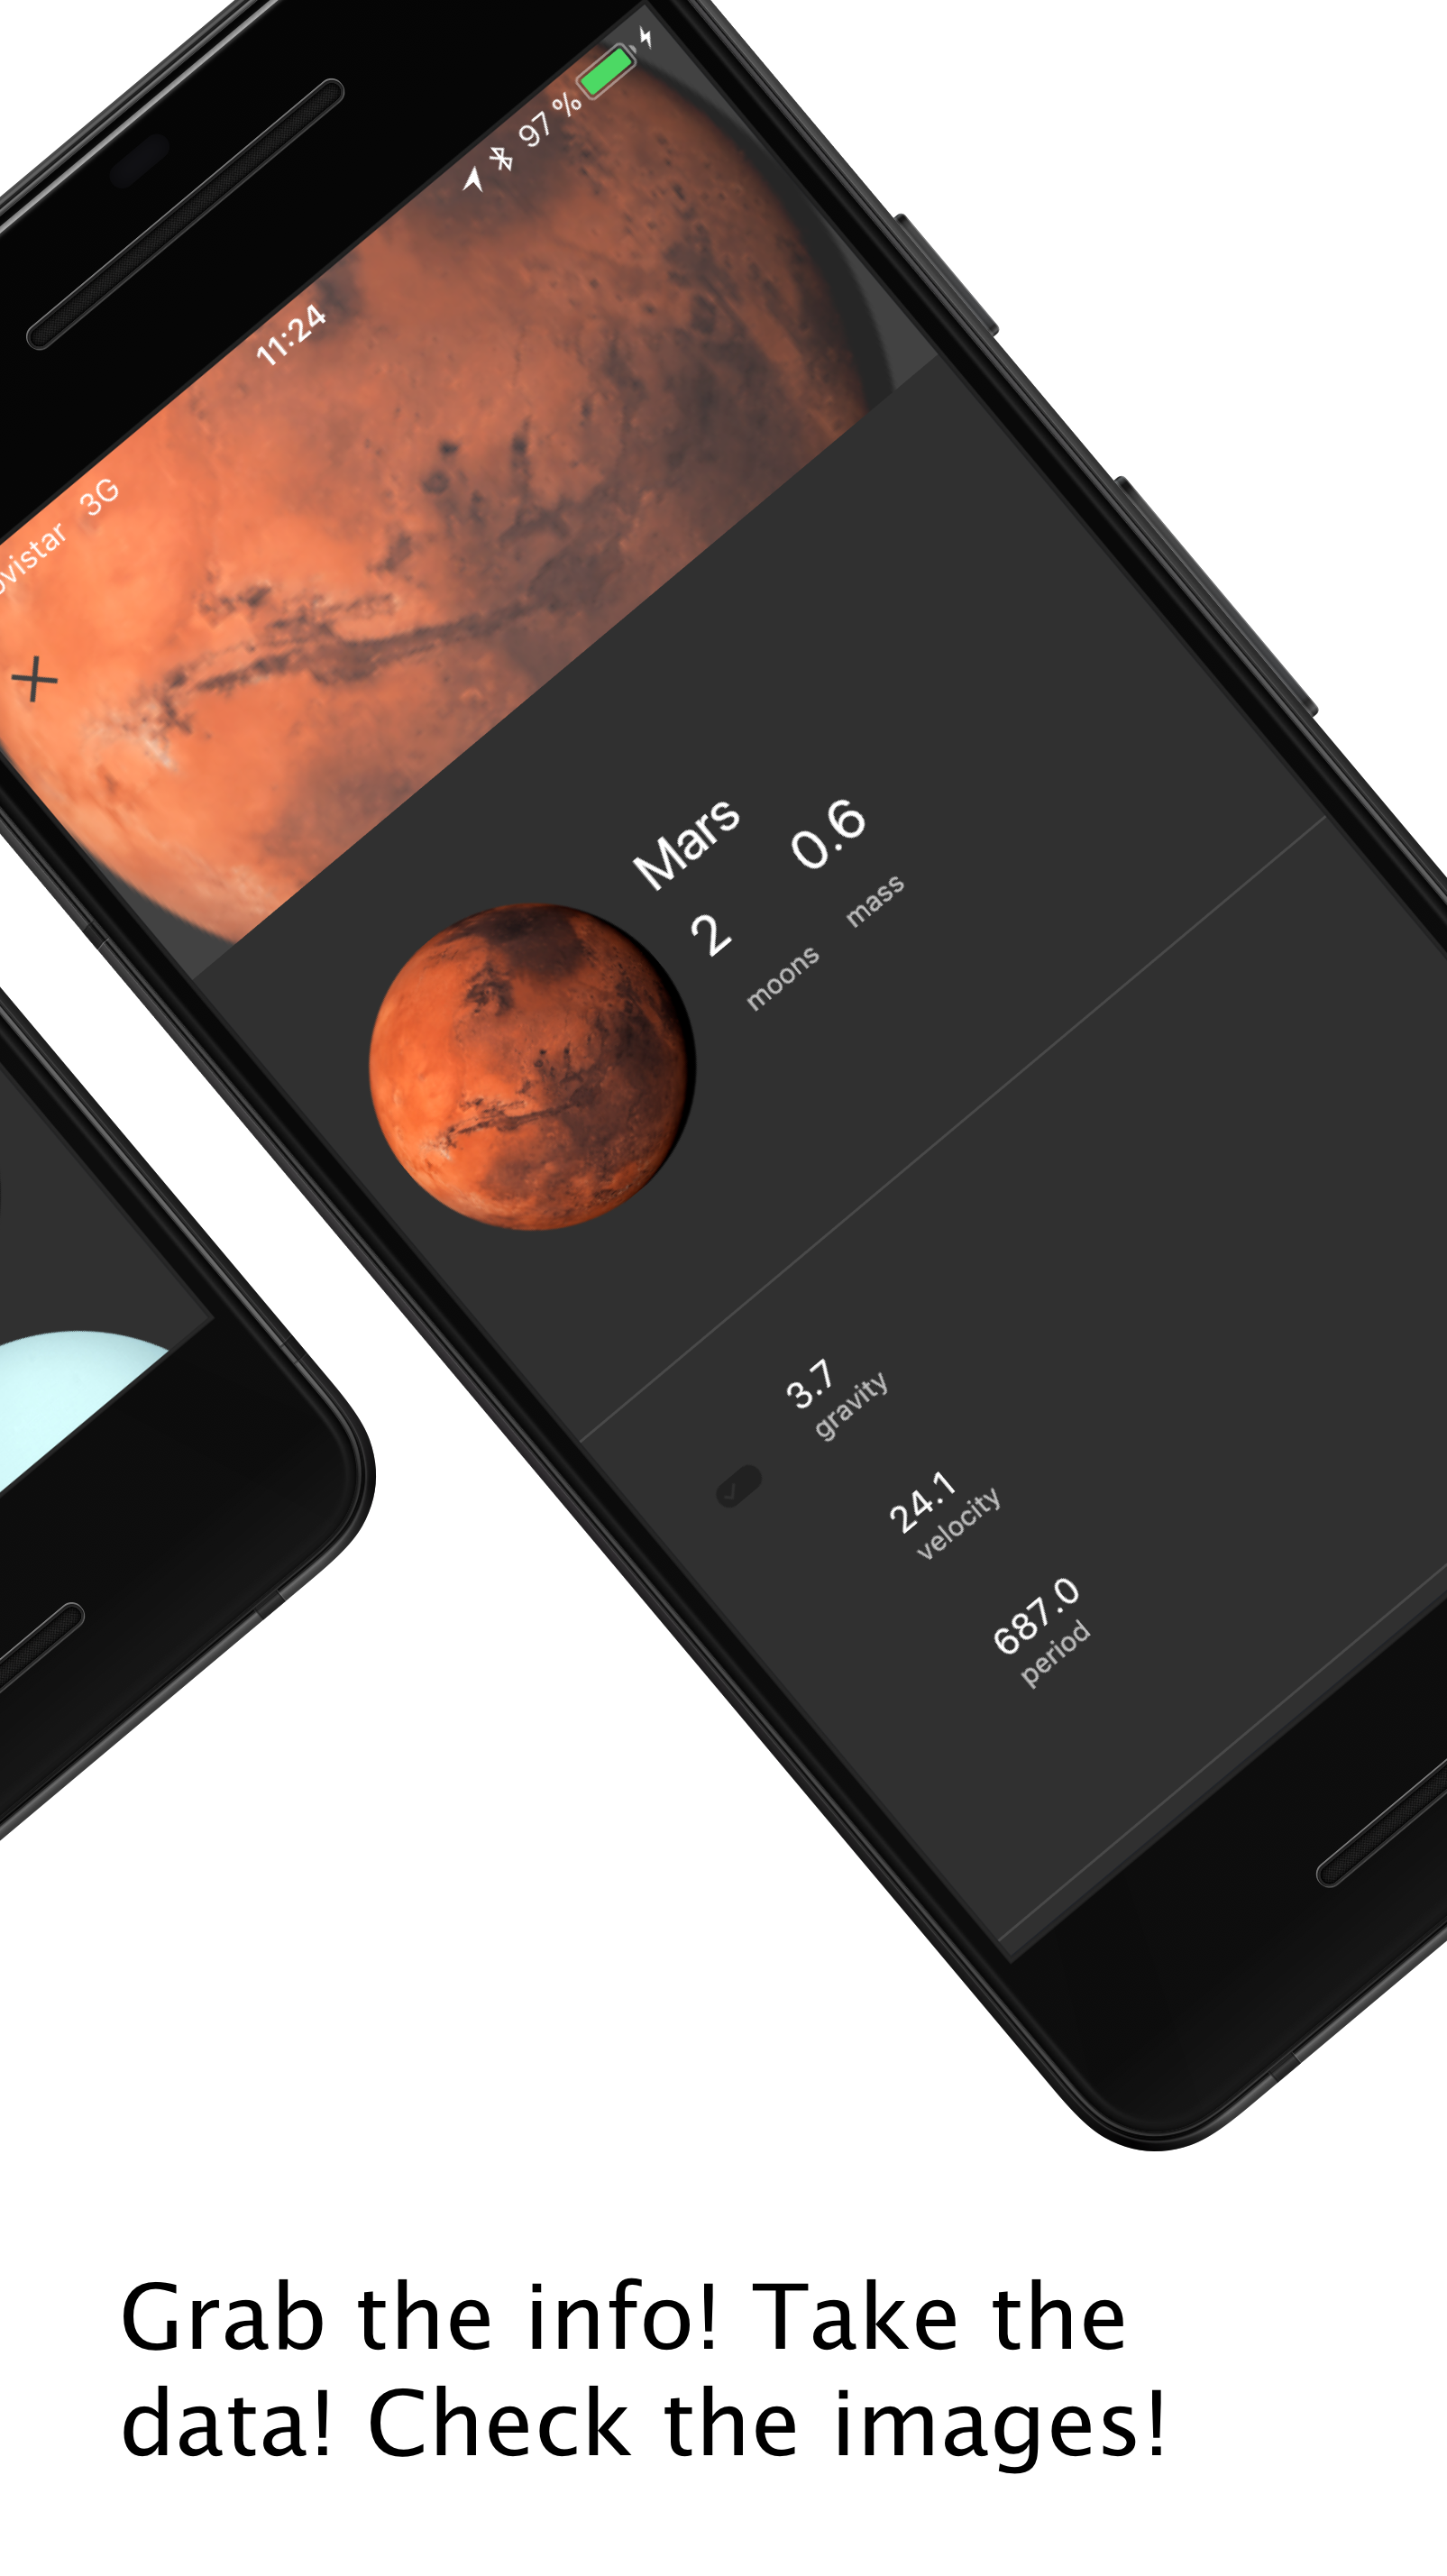 3G
11:24
97 %
Mars
2 0.6
moons mass
3.7
gravity
24.1
velocity
687.0
period
Grab the info! Take the
data! Check the images!